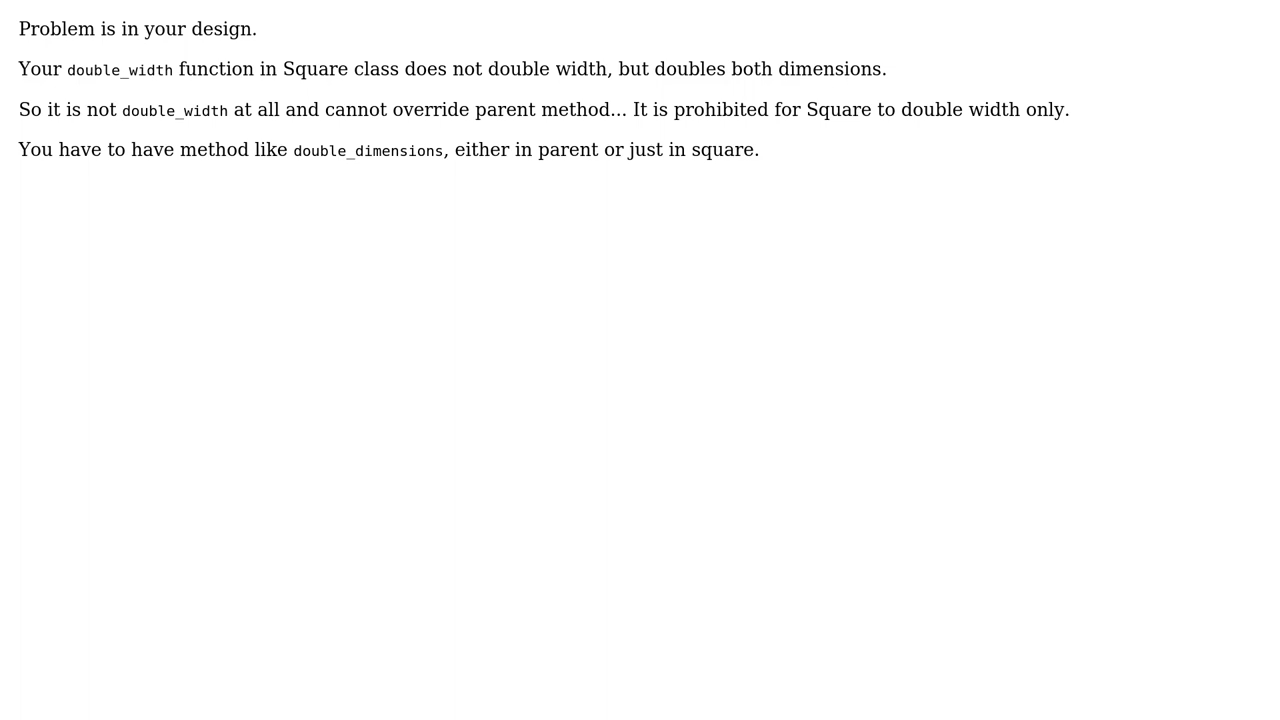 Problem is in your design.
Your double_width function in Square class does not double width, but doubles both dimensions.
So it is not double_width at all and cannot override parent method... It is prohibited for Square to double width only.
You have to have method like double_dimensions, either in parent or just in square.